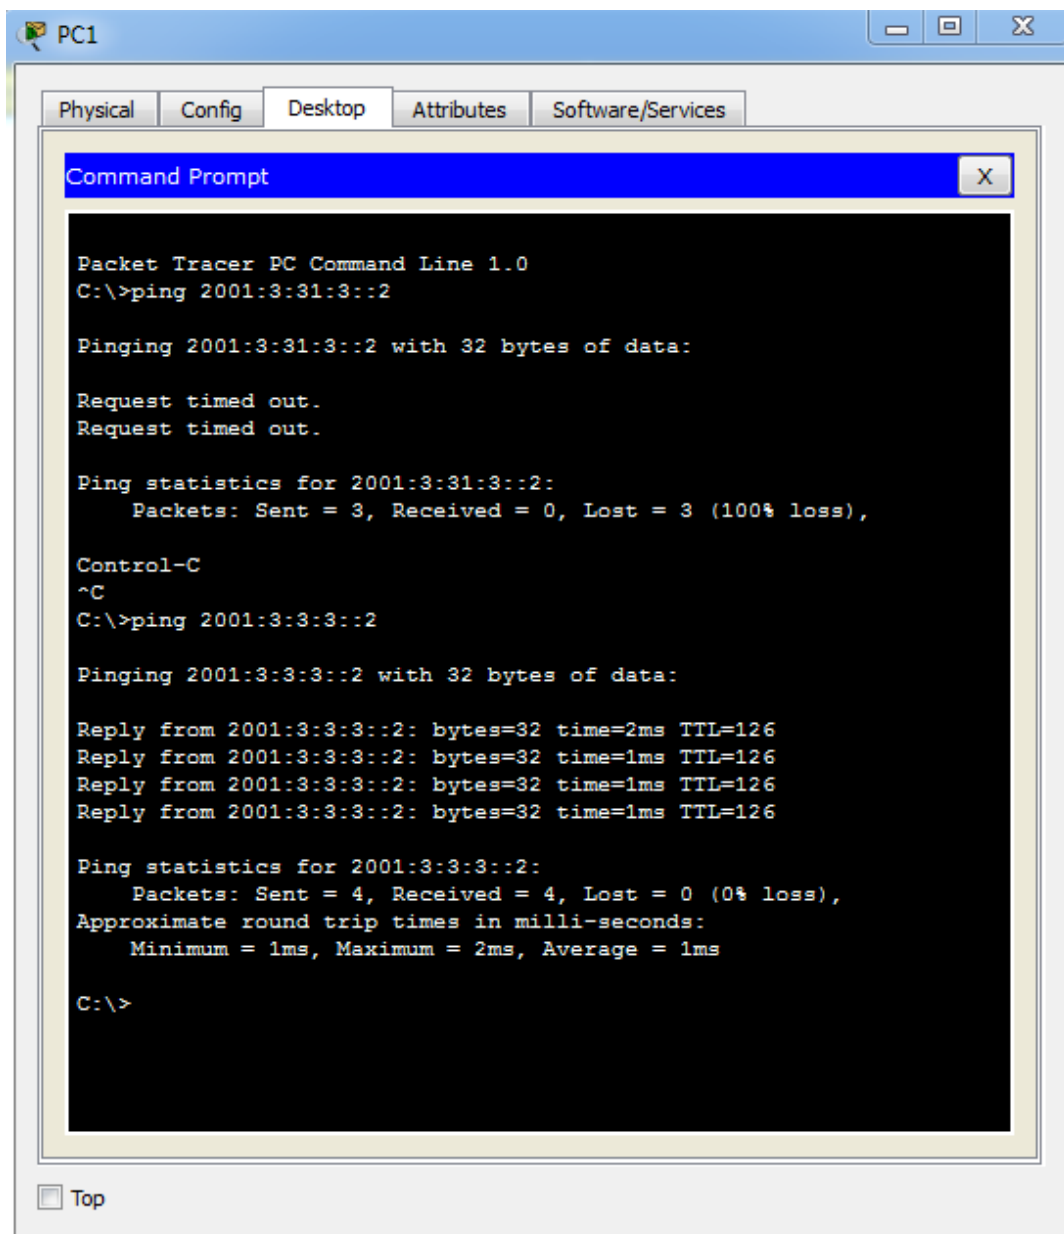 PC1
Physical Config Desktop Attributes Software/Services
Command Prompt X
Packet Tracer PC Command Line 1.0
C:\>ping 2001:3:31:3::2
Pinging 2001:3:31:3::2 with 32 bytes of data:
Request timed out.
Request timed out.
Ping statistics for 2001:3:31:3::2:
Packets: Sent = 3, Received = 0, Lost = 3 (100% loss),
Control-C
^C
C:\>ping 2001:3:3:3::2
Pinging 2001:3:3:3::2 with 32 bytes of data:
Reply from 2001:3:3:3::2: bytes=32 time=2ms TTL=126
Reply from 2001:3:3:3::2: bytes=32 time=1ms TTL=126
Reply from 2001:3:3:3::2: bytes=32 time=1ms TTL=126
Reply from 2001:3:3:3::2: bytes=32 time=1ms TTL=126
Ping statistics for 2001:3:3:3::2:
Packets: Sent = 4, Received = 4, Lost = 0 (0% loss),
Approximate round trip times in milli-seconds:
Minimum = 1ms, Maximum = 2ms, Average = 1ms
C:\>
Top